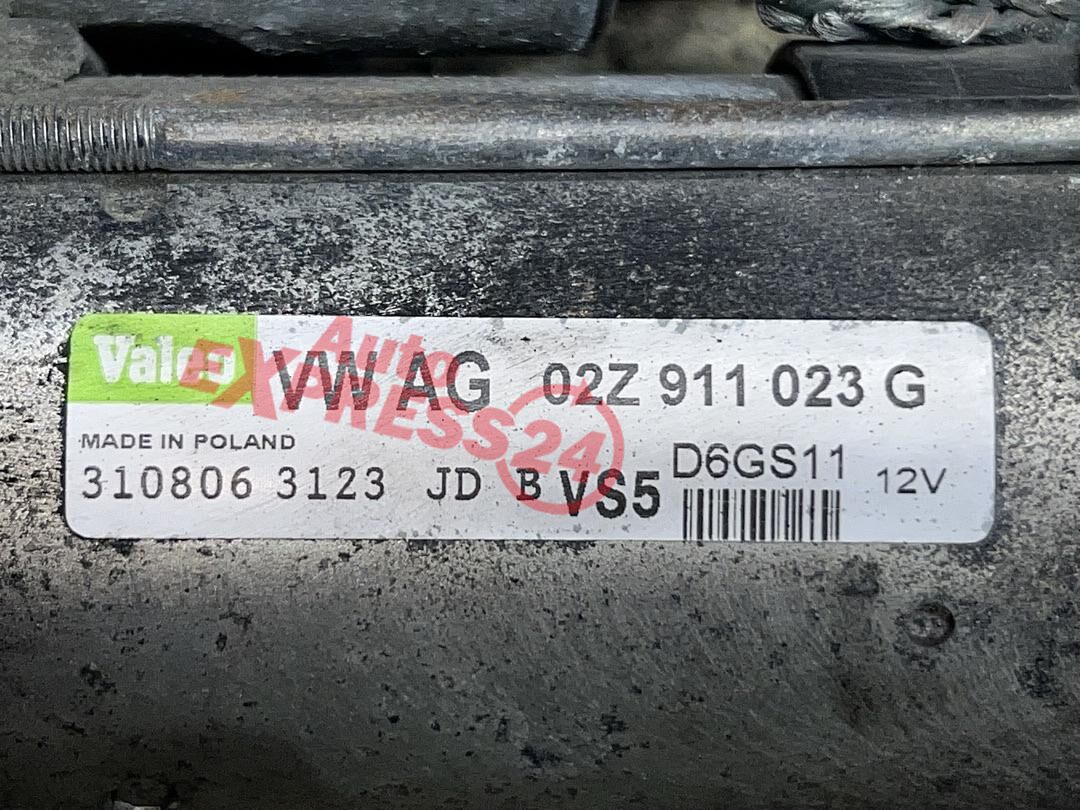 Valeo VW AG 02Z 911 023 G
MADE IN POLAND
310806 3123 JD B VS5 D6GS11 12V
Auto
EXPRESS24